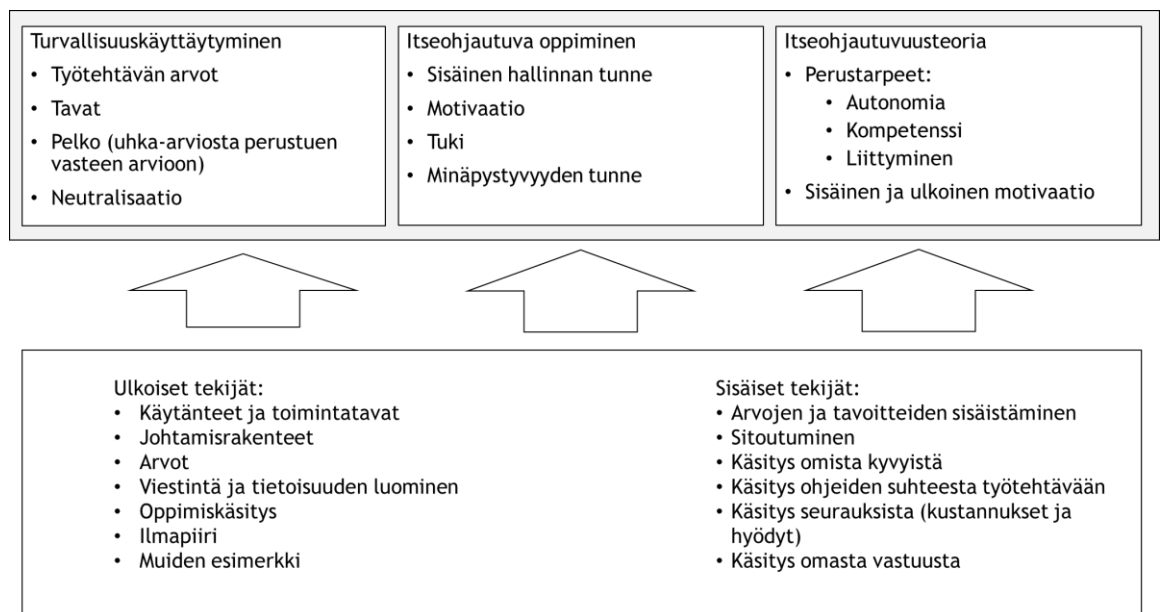 Turvallisuuskäyttäytyminen
• Työtehtävän arvot
• Tavat
• Pelko (uhka-arviosta perustuen
vasteen arvioon)
• Neutralisaatio
Itseohjautuva oppiminen
• Sisäinen hallinnan tunne
• Motivaatio
• Tuki
• Minäpystyvyyden tunne
Itseohjautuvuusteoria
• Perustarpeet:
• Autonomia
• Kompetenssi
• Liittyminen
• Sisäinen ja ulkoinen motivaatio
Ulkoiset tekijät:
• Käytänteet ja toimintatavat
• Johtamisrakenteet
• Arvot
• Viestintä ja tietoisuuden luominen
• Oppimiskäsitys
• Ilmapiiri
• Muiden esimerkki
Sisäiset tekijät:
• Arvojen ja tavoitteiden sisäistäminen
• Sitoutuminen
• Käsitys omista kyvyistä
• Käsitys ohjeiden suhteesta työtehtävään
• Käsitys seurauksista (kustannukset ja
hyödyt)
• Käsitys omasta vastuusta